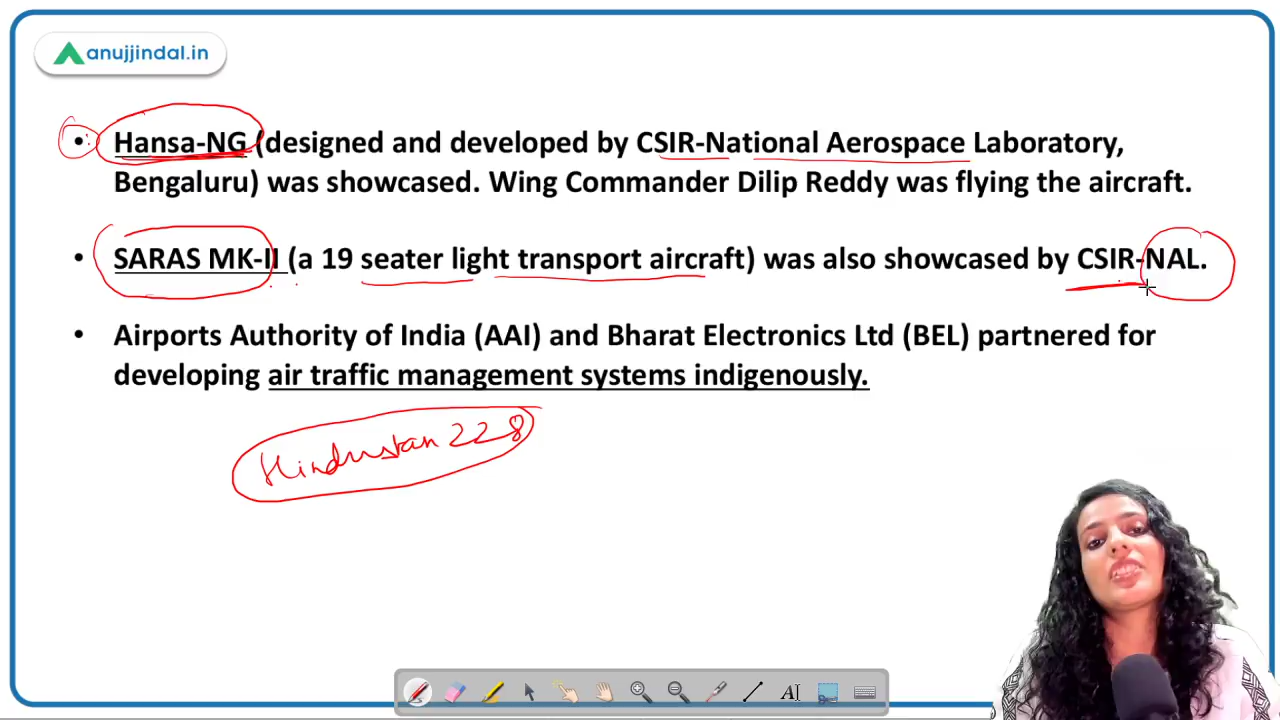 anujjindal.in
• Hansa-NG (designed and developed by CSIR-National Aerospace Laboratory,
Bengaluru) was showcased. Wing Commander Dilip Reddy was flying the aircraft.
• SARAS MK-II (a 19 seater light transport aircraft) was also showcased by CSIR-NAL.
• Airports Authority of India (AAI) and Bharat Electronics Ltd (BEL) partnered for
developing air traffic management systems indigenously.
Hindustan 228
AI